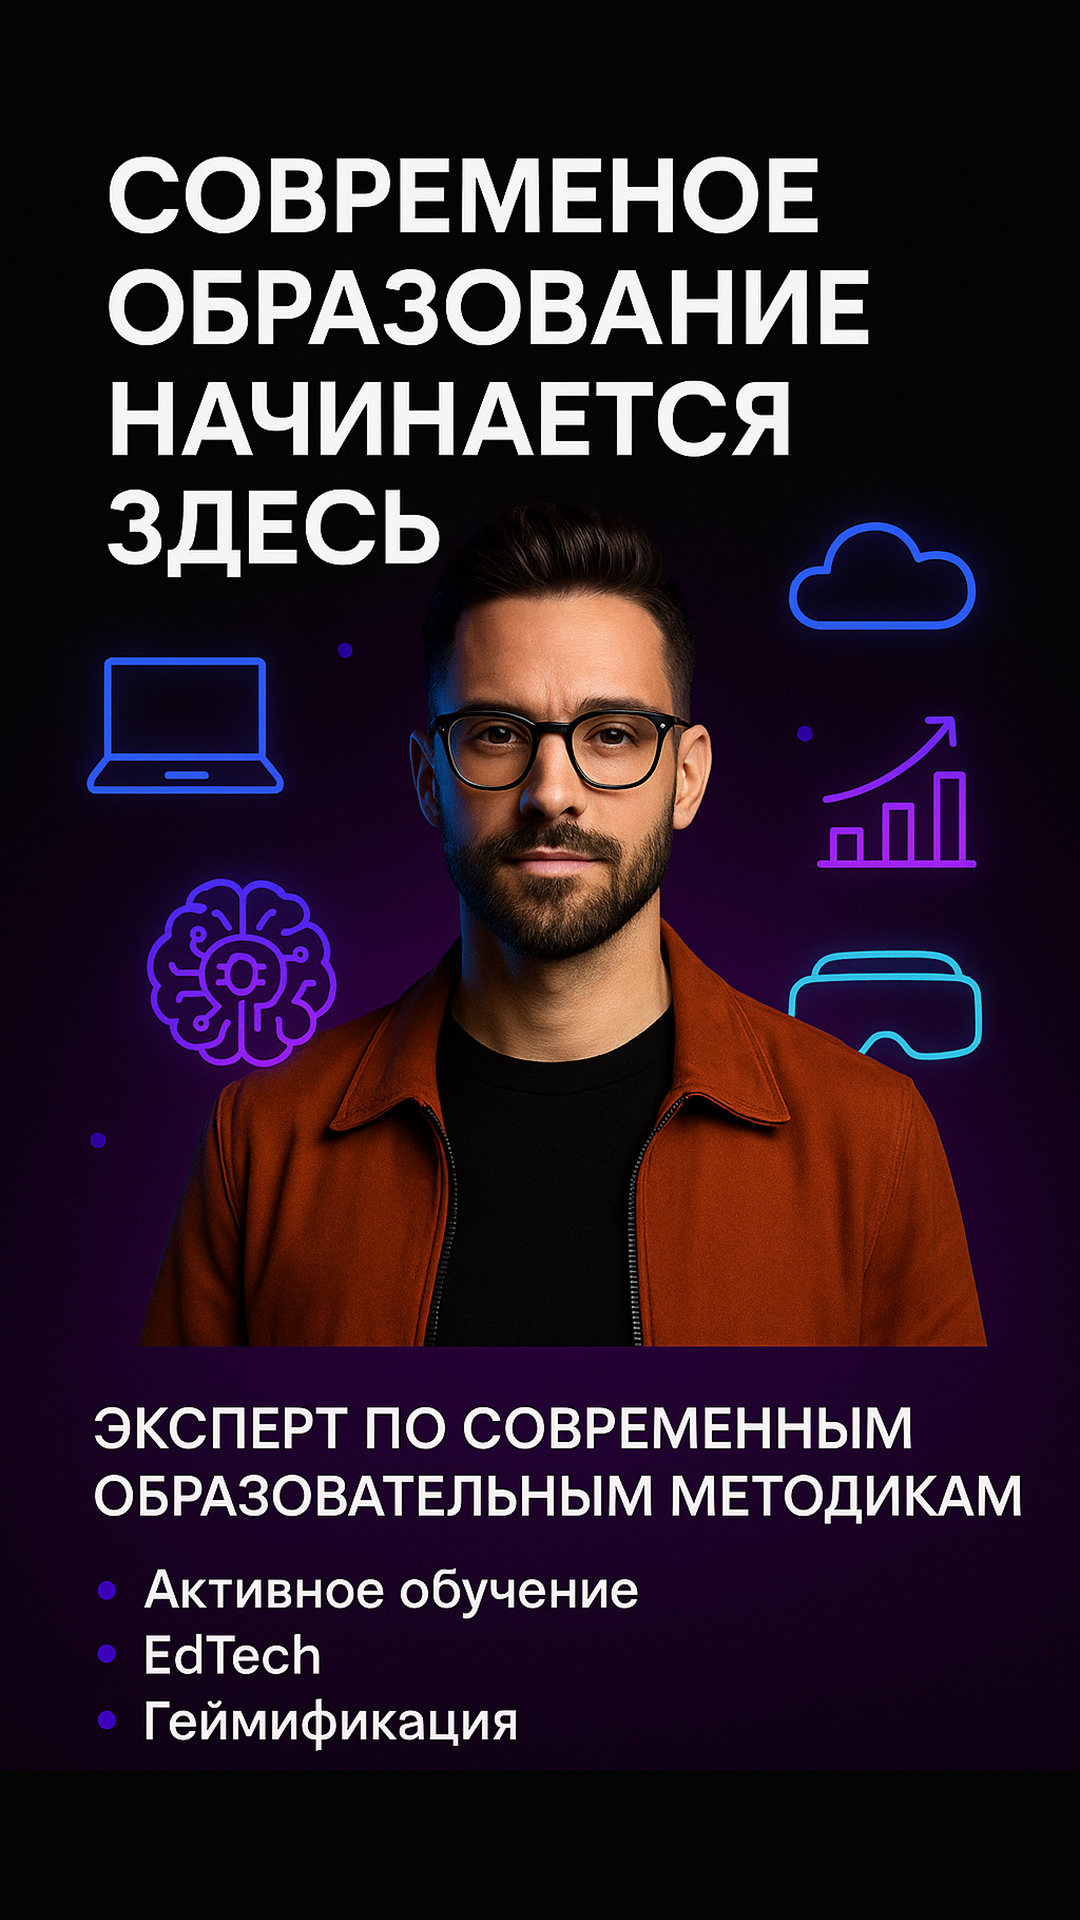 СОВРЕМЕНОЕ
ОБРАЗОВАНИЕ
НАЧИНАЕТСЯ
ЗДЕСЬ
ЭКСПЕРТ ПО СОВРЕМЕННЫМ
ОБРАЗОВАТЕЛЬНЫМ МЕТОДИКАМ
• Активное обучение
• EdTech
• Геймификация